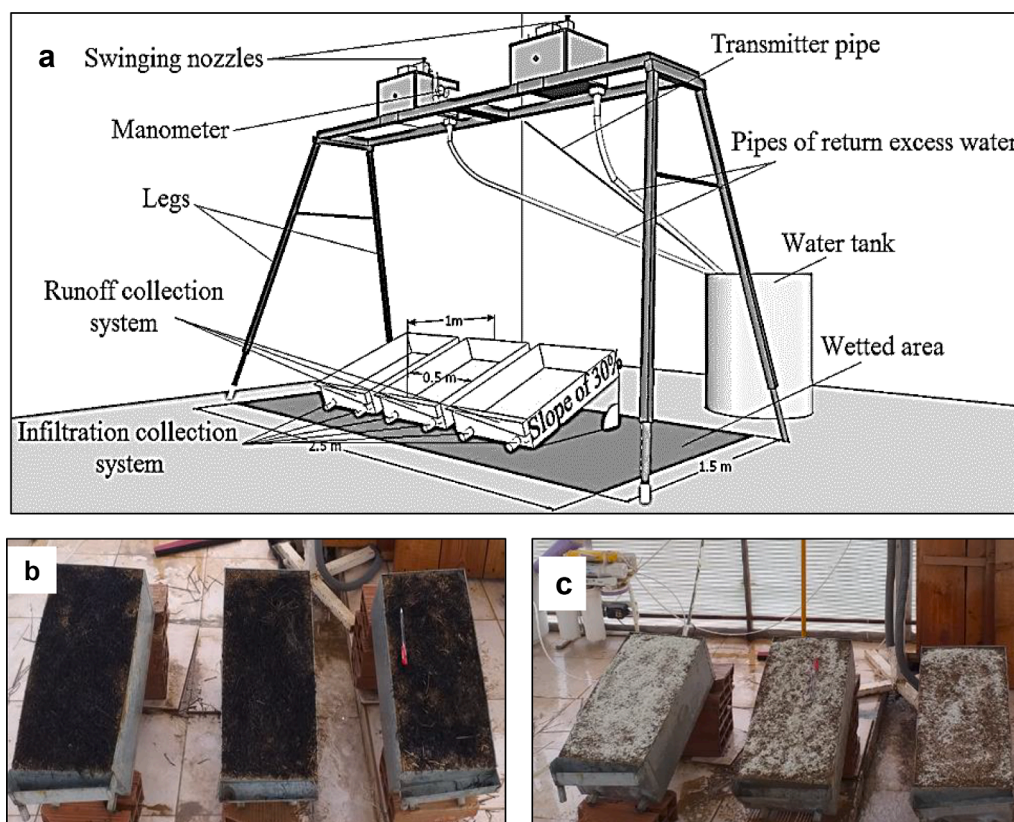 a
Swinging nozzles
Transmitter pipe
Manometer
Pipes of return excess water
Legs
Water tank
Runoff collection
system
1m
Wetted area
0.5 m
Slope of 30%
Infiltration collection
system
2.5 m
1.5 m
b
c